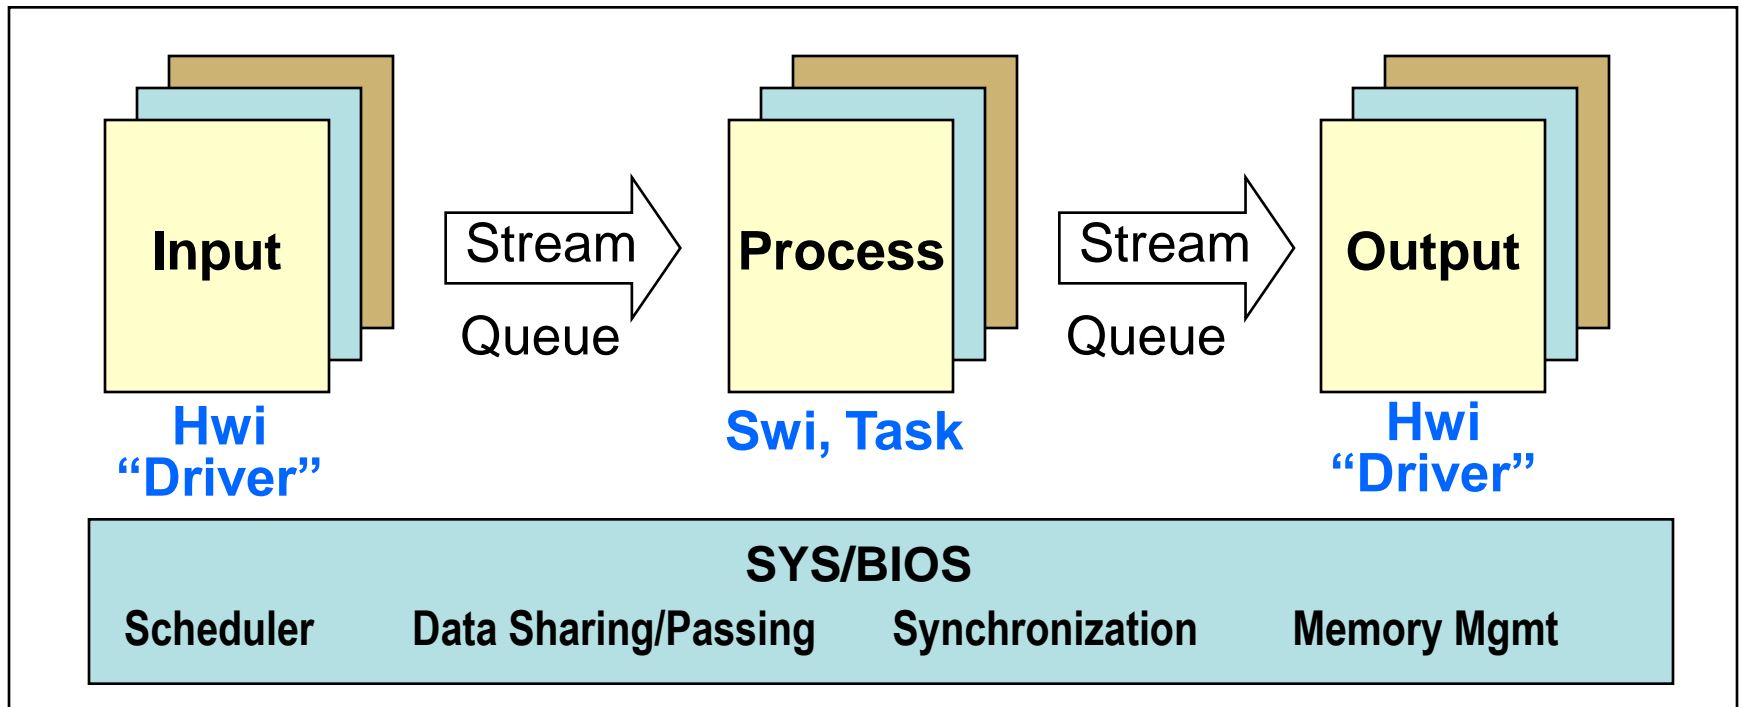 Input
Stream
Queue
Process
Stream
Queue
Output
Hwi
“Driver”
Swi, Task
Hwi
“Driver”
SYS/BIOS
Scheduler Data Sharing/Passing Synchronization Memory Mgmt